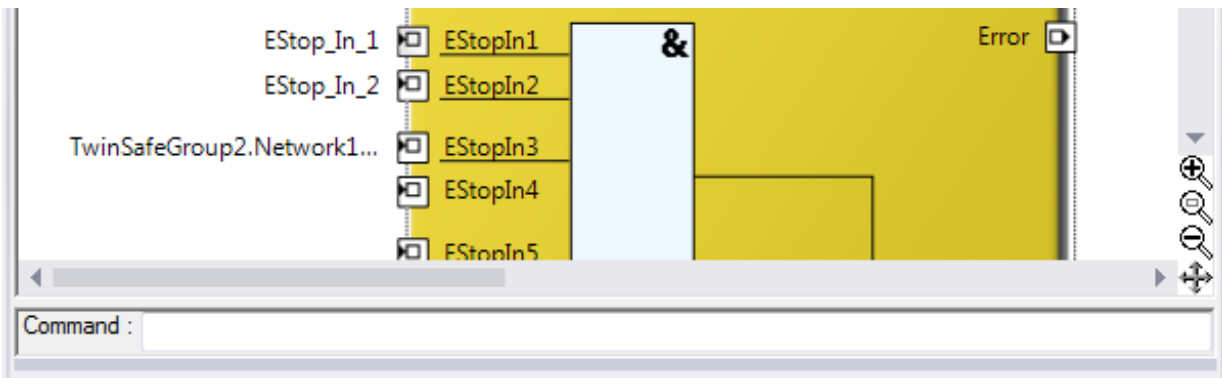 EStop_In_1 EStopIn1 & Error
EStop_In_2 EStopIn2
TwinSafeGroup2.Network1... EStopIn3
EStopIn4
EStopIn5
Command :